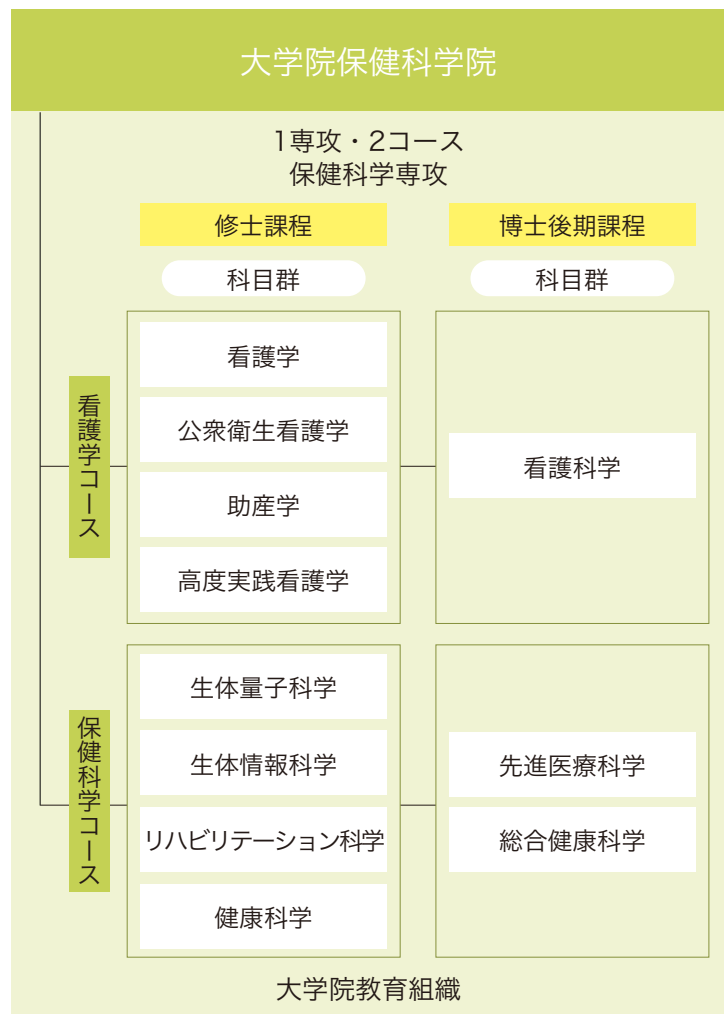 大学院保健科学院
1専攻・2コース
保健科学専攻
修士課程
博士後期課程
科目群
科目群
看護学コース
看護学
公衆衛生看護学
助産学
高度実践看護学
看護科学
保健科学コース
生体量子科学
生体情報科学
リハビリテーション科学
健康科学
先進医療科学
総合健康科学
大学院教育組織